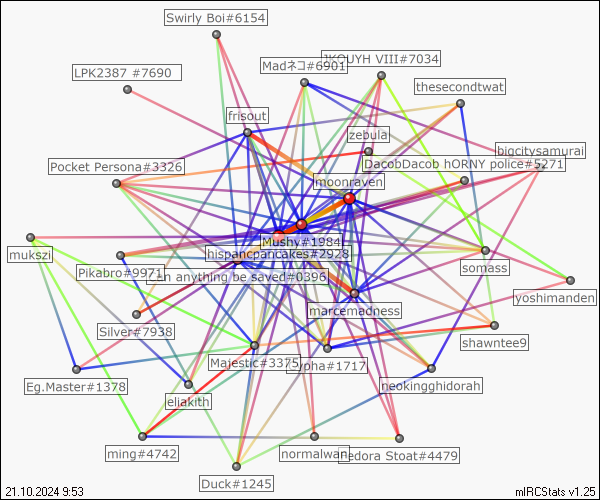 Swirly Boi#6154
JKOUYH VIII#7034
Madネコ#6901
LPK2387 #7690
thesecondtwat
frisout
zebula
bigcitysamurai
Pocket Persona#3326
DacobDacob hORNY police#5271
moonraven
Mushy#1984
mukszi
hispancpancakes#2928
somass
Pikabro#9971
an anything be saved#0396
yoshimanden
marcemadness
Silver#7938
shawntee9
Majestic#3375
ypha#1717
Eg.Master#1378
neokingghidorah
eliakith
ming#4742
normalwan
edora Stoat#4479
Duck#1245
21.10.2024 9:53
mIRCStats v1.25